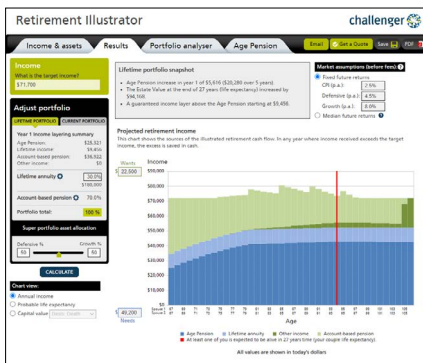 Retirement Illustrator
challenger
Income & assets
Results
Portfolio analyser
Age Pension
Email
Get a Quote
Save
PDF
Income
What is the target income?
$71,700
Adjust portfolio
LIFETIME PORTFOLIO
CURRENT PORTFOLIO
Year 1 Income layering summary
Age Pension:
Lifetime income:
Account-based pension:
Other income:
$0
Lifetime annuity
30.0%
$180,000
Account-based pension
70.0%
Portfolio total:
100 %
Super portfolio asset allocation
Defensive %
Growth %
50
50
CALCULATE
Chart view:
Annual income
Probable life expectancy
Capital value
Lifetime portfolio snapshot
Age Pension increase in year 1 of $5,616 ($20,280 over 5 years)
The Estate Value at the end of 27 years (life expectancy) increased by
$94,168.
A guaranteed income layer above the Age Pension starting at $9,456.
Market assumptions (before fees):
Fixed future returns
CPI (p.a.):
2.5%
Defensive (p.a.):
4.5%
Growth (p.a.):
8.0%
Median future returns
Projected retirement income
This chart shows the sources of the illustrated retirement cash flow. In any year where income received exceeds the target
income, the excess is saved in cash.
Wants
$ 22,500
Income
$90,000
$80,000
$70,000
$60,000
$50,000
$40,000
$30,000
$20,000
$10,000
$0
$ 49,200
Needs
Age
Age Pension
Lifetime annuity
Other income
Account-based pension
At least one of you is expected to be alive in 27 years time (your couple life expectancy).
All values are shown in today's dollars